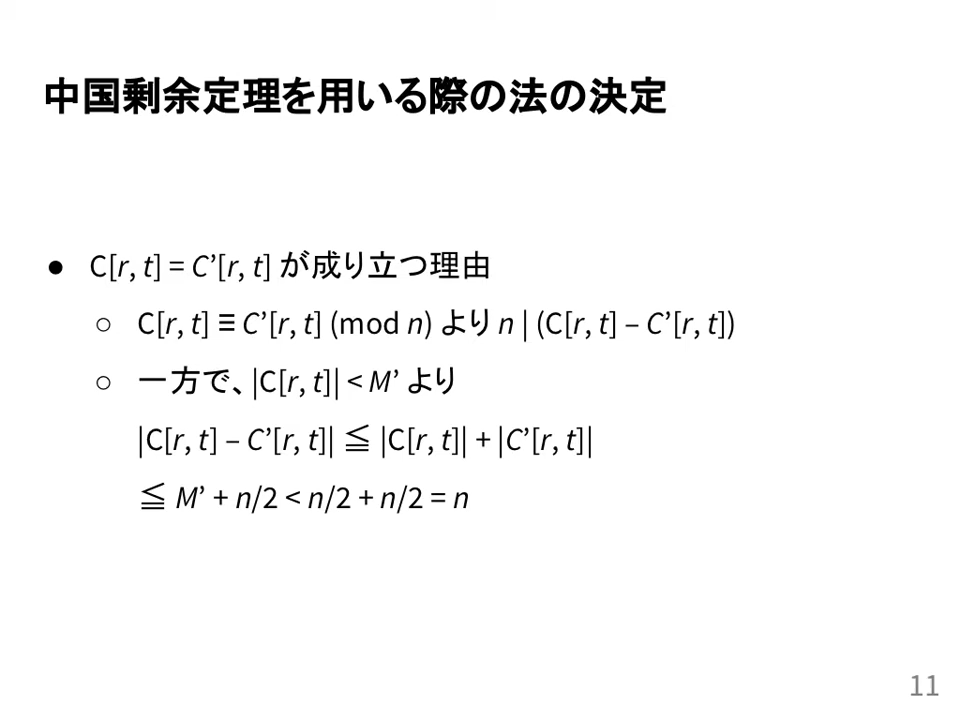 中国剰余定理を用いる際の法の決定
● C[r, t] = C’[r, t] が成り立つ理由
○ C[r, t] ≡ C’[r, t] (mod n) より n | (C[r, t] – C’[r, t])
○ 一方で、|C[r, t]| < M’ より
|C[r, t] – C’[r, t]| ≦ |C[r, t]| + |C’[r, t]|
≦ M’ + n/2 < n/2 + n/2 = n
11